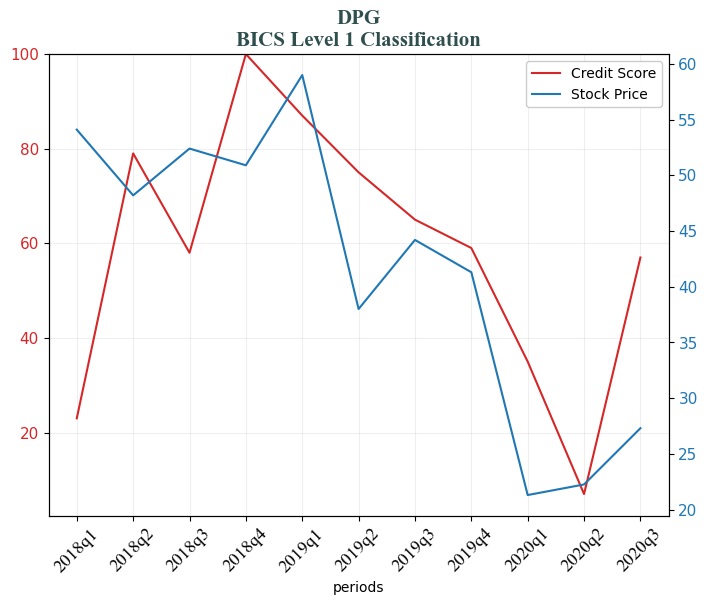 DPG
BICS Level 1 Classification
Credit Score
Stock Price
100
80
60
40
20
60
55
50
45
40
35
30
25
20
2018q1
2018q2
2018q3
2018q4
2019q1
2019q2
2019q3
2019q4
2020q1
2020q2
2020q3
periods